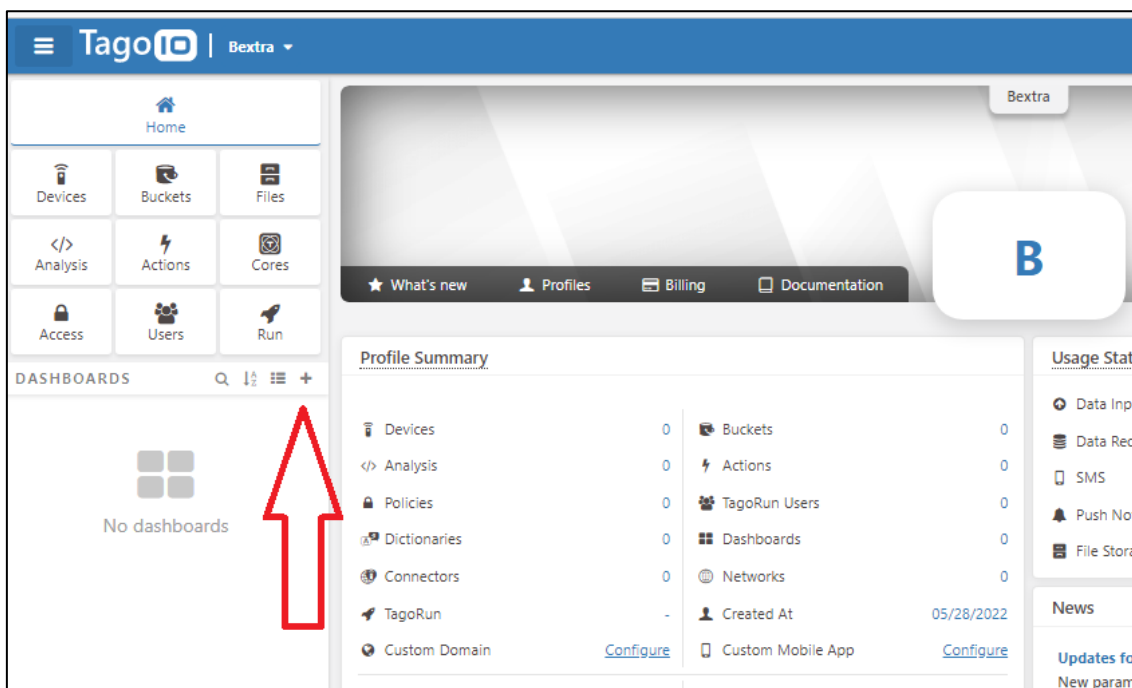 TagoIO | Bextra
Home
Devices Buckets Files
Analysis Actions Cores
Access Users Run
DASHBOARDS
No dashboards
Bextra
B
What's new Profiles Billing Documentation
Profile Summary
Devices 0 Buckets 0
Analysis 0 Actions 0
Policies 0 TagoRun Users 0
Dictionaries 0 Dashboards 0
Connectors 0 Networks 0
TagoRun - Created At 05/28/2022
Custom Domain Configure Custom Mobile App Configure
Usage Stat
Data Inp
Data Rec
SMS
Push No
File Stora
News
Updates fo
New param